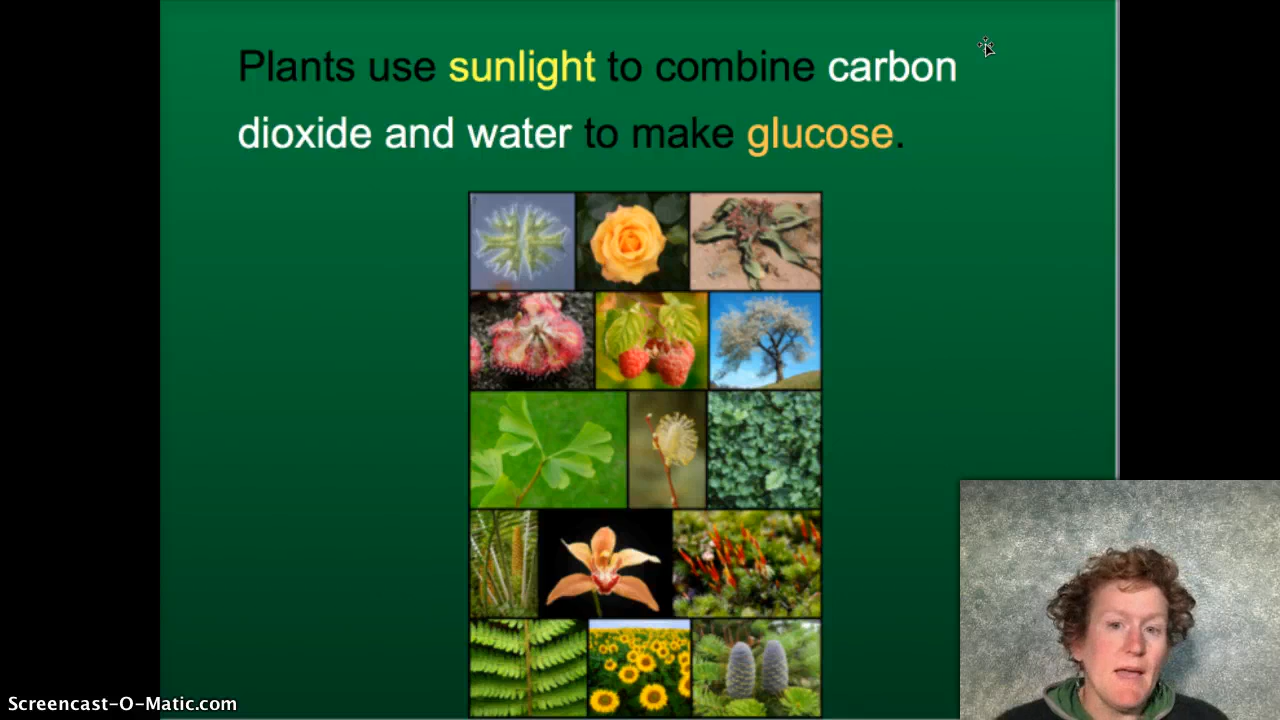 Plants use sunlight to combine carbon
dioxide and water to make glucose.
Screencast-O-Matic.com